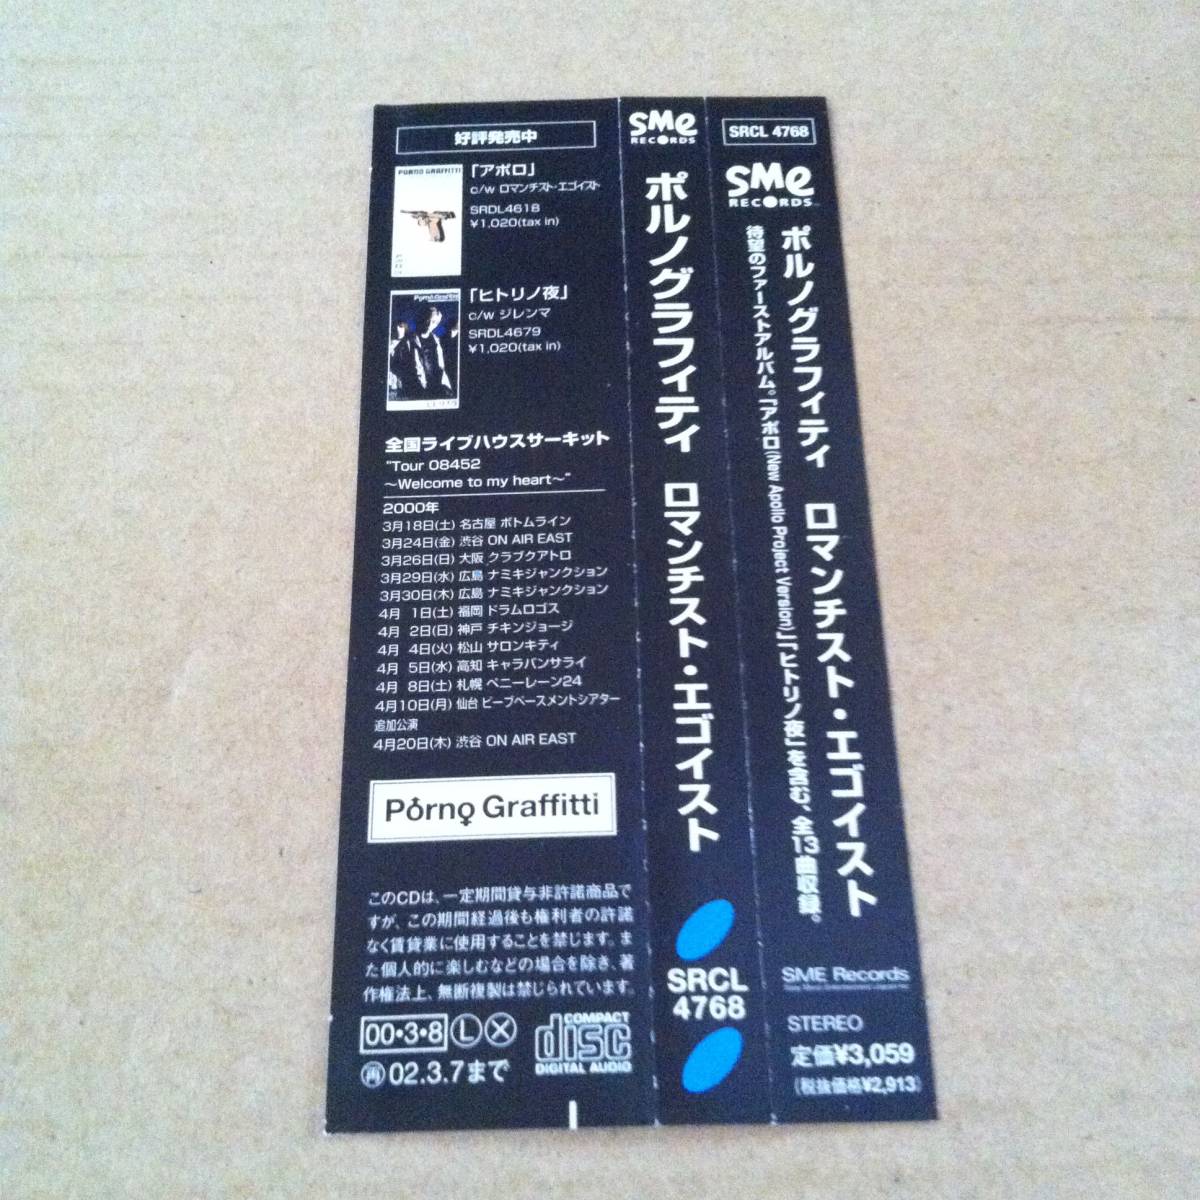 好評発売中
PORNO GRAFFITTI
「アポロ」
c/w ロマンチスト・エゴイスト
SRDL4618
¥1,020(tax in)
Porno Graffitti
「ヒトリノ夜」
c/w ジレンマ
SRDL4679
¥1,020(tax in)
全国ライブハウスサーキット
"Tour 08452
～Welcome to my heart～"
2000年
3月18日(土) 名古屋 ボトムライン
3月24日(金) 渋谷 ON AIR EAST
3月26日(日) 大阪 クラブクアトロ
3月29日(水) 広島 ナミキジャンクション
3月30日(木) 広島 ナミキジャンクション
4月 1日(土) 福岡 ドラムロゴス
4月 2日(日) 神戸 チキンジョージ
4月 4日(火) 松山 サロンキティ
4月 5日(水) 高知 キャラバンサライ
4月 8日(土) 札幌 ペニーレーン24
4月10日(月) 仙台 ビーブベースメントシアター
追加公演
4月20日(木) 渋谷 ON AIR EAST
Porno Graffitti
このCDは、一定期間貸与非許諾商品で
すが、この期間経過後も権利者の許諾
なく賃貸業に使用することを禁じます。ま
た個人的に楽しむなどの場合を除き、著
作権法上、無断複製は禁じられています。
00・3・8 Ⓛ Ⓧ
㊢02.3.7まで
COMPACT
disc
DIGITAL AUDIO
SME
RECORDS
ポルノグラフィティ ロマンチスト・エゴイスト
SRCL
4768
SRCL 4768
SME
RECORDS
ポルノグラフィティ ロマンチスト・エゴイスト
待望のファーストアルバム。「アポロ(New Apollo Project Version)」「ヒトリノ夜」を含む、全13曲収録。
SME Records
STEREO
定価¥3,059
(税抜価格¥2,913)